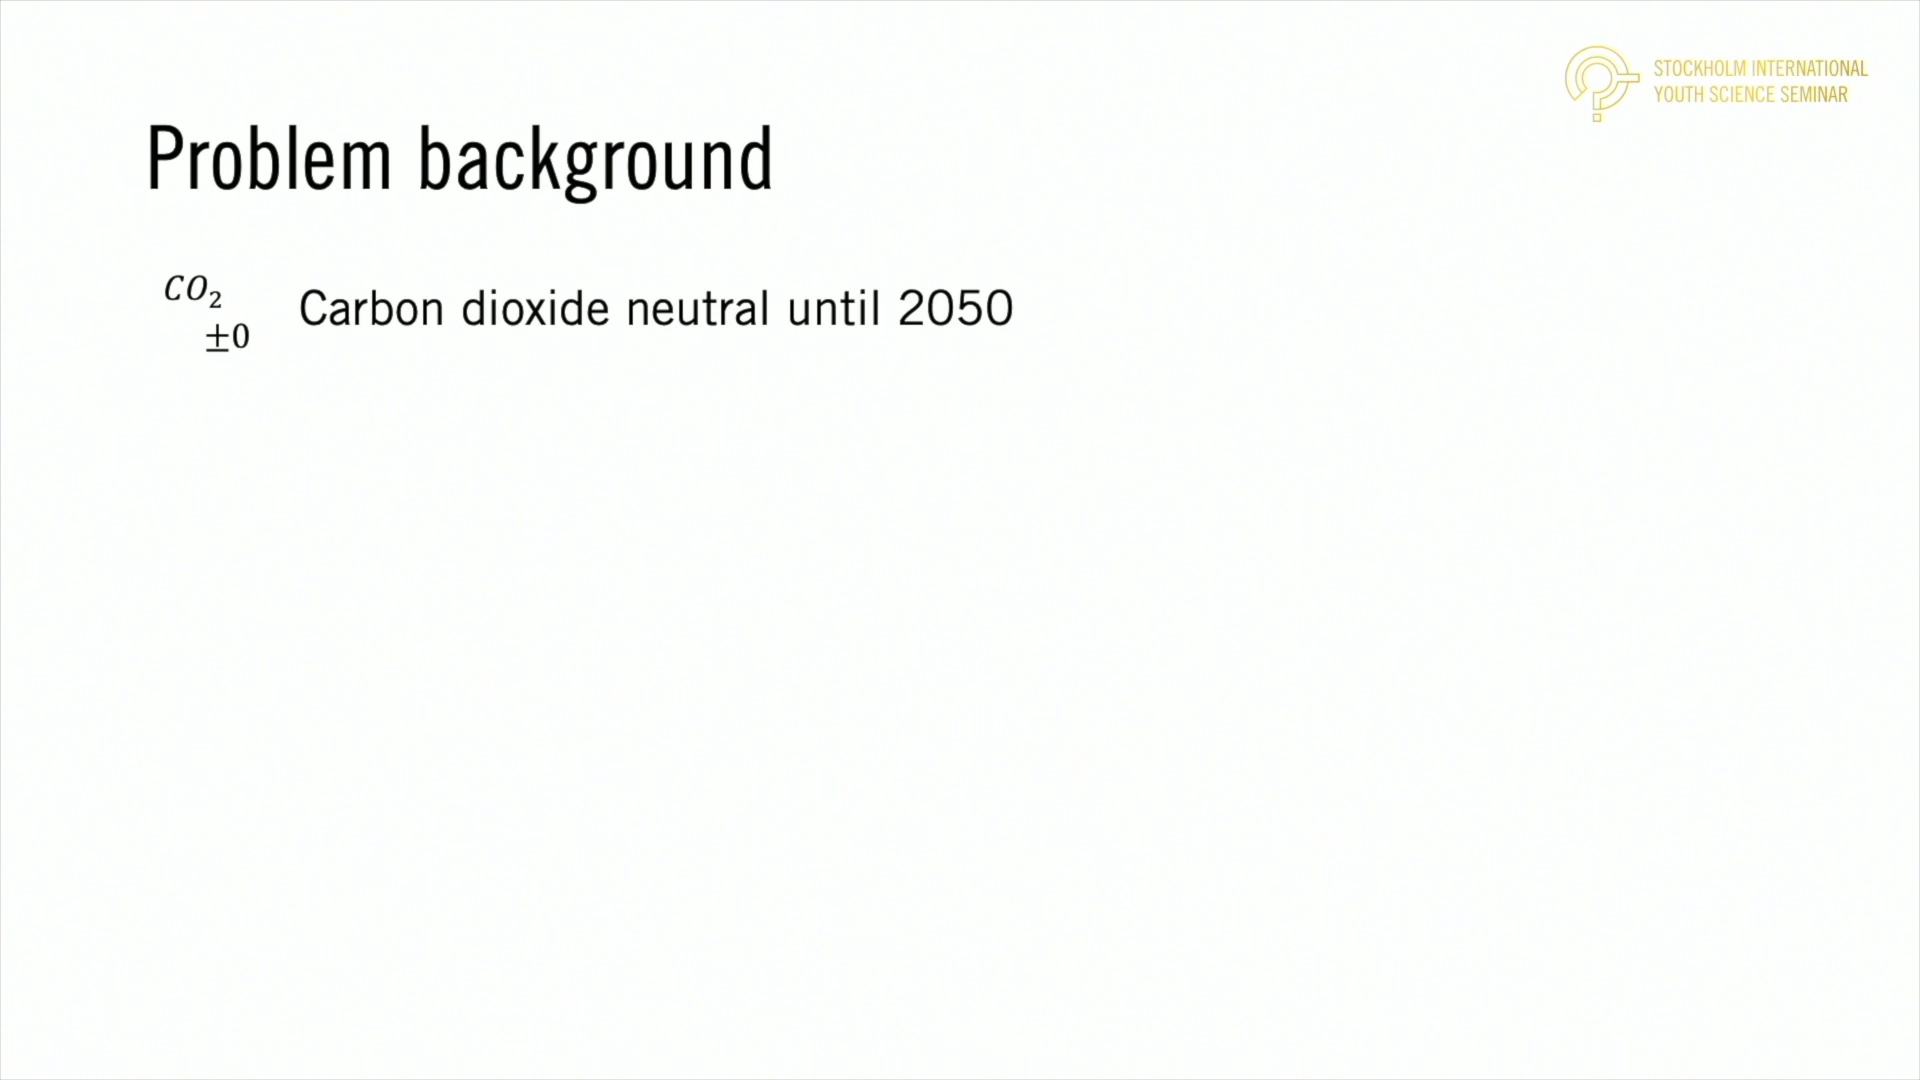 STOCKHOLM INTERNATIONAL
YOUTH SCIENCE SEMINAR
Problem background
CO₂
±0
Carbon dioxide neutral until 2050